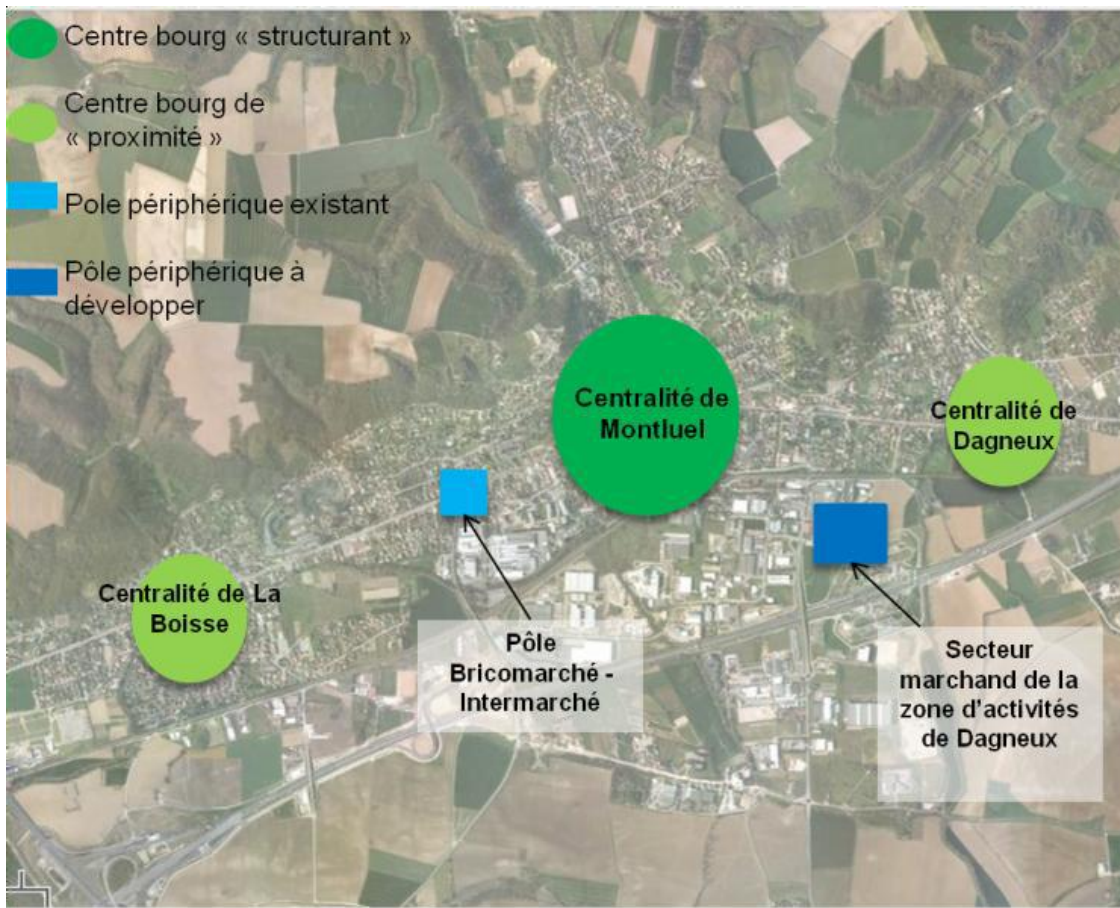 Centre bourg « structurant »
Centre bourg de
« proximité »
Pole périphérique existant
Pôle périphérique à
développer
Centralité de
Montluel
Centralité de
Dagneux
Centralité de La
Boisse
Pôle
Bricomarché -
Intermarché
Secteur
marchand de la
zone d'activités
de Dagneux